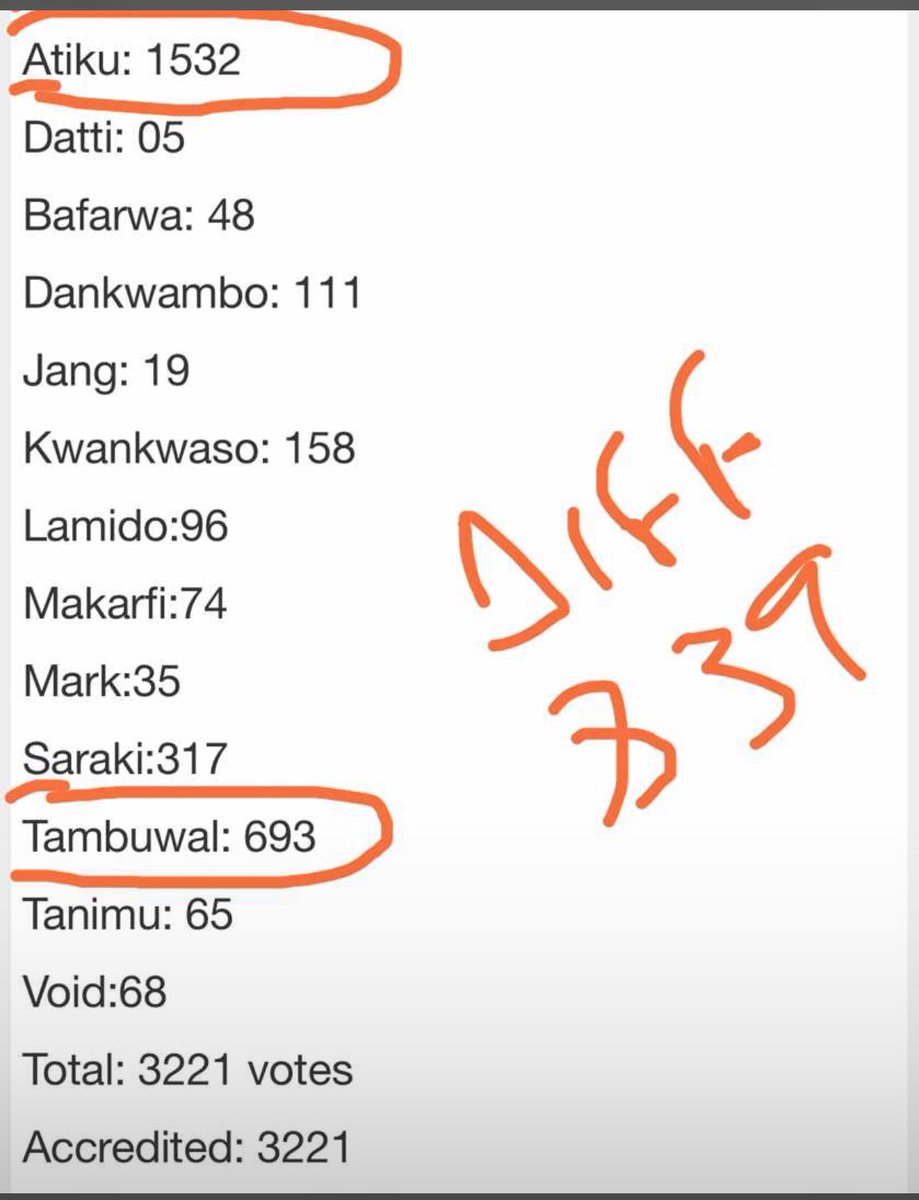 Atiku: 1532
Datti: 05
Bafarwa: 48
Dankwambo: 111
Jang: 19
Kwankwaso: 158
Lamido:96
Makarfi:74
Mark:35
Saraki:317
Tambuwal: 693
Tanimu: 65
Void:68
Total: 3221 votes
Accredited: 3221
DIFF
739